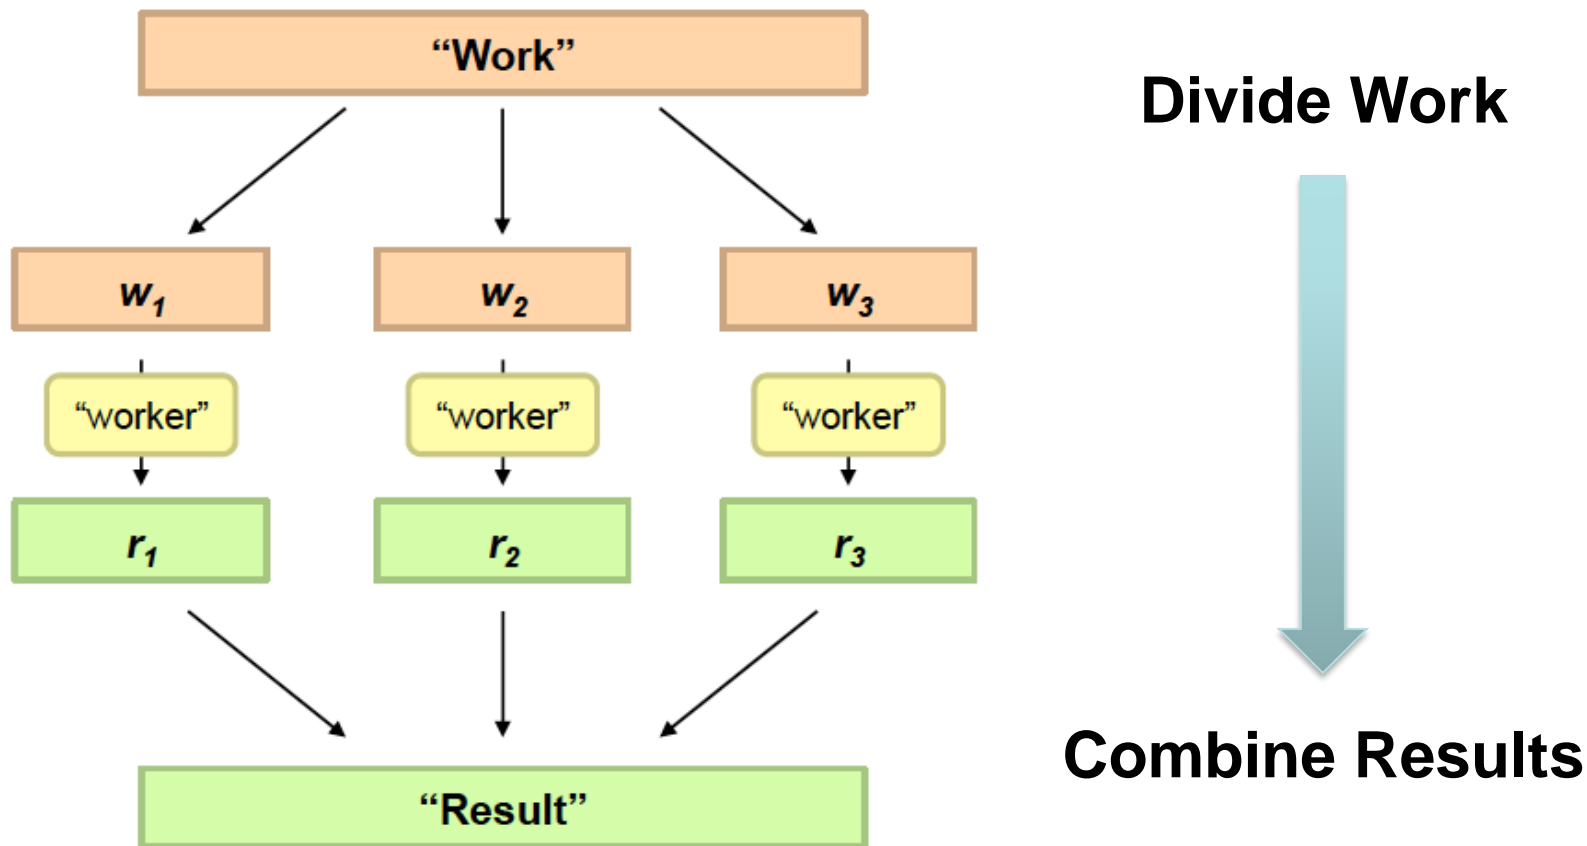 “Work”
Divide Work
w₁ w₂ w₃
“worker” “worker” “worker”
r₁ r₂ r₃
Combine Results
“Result”